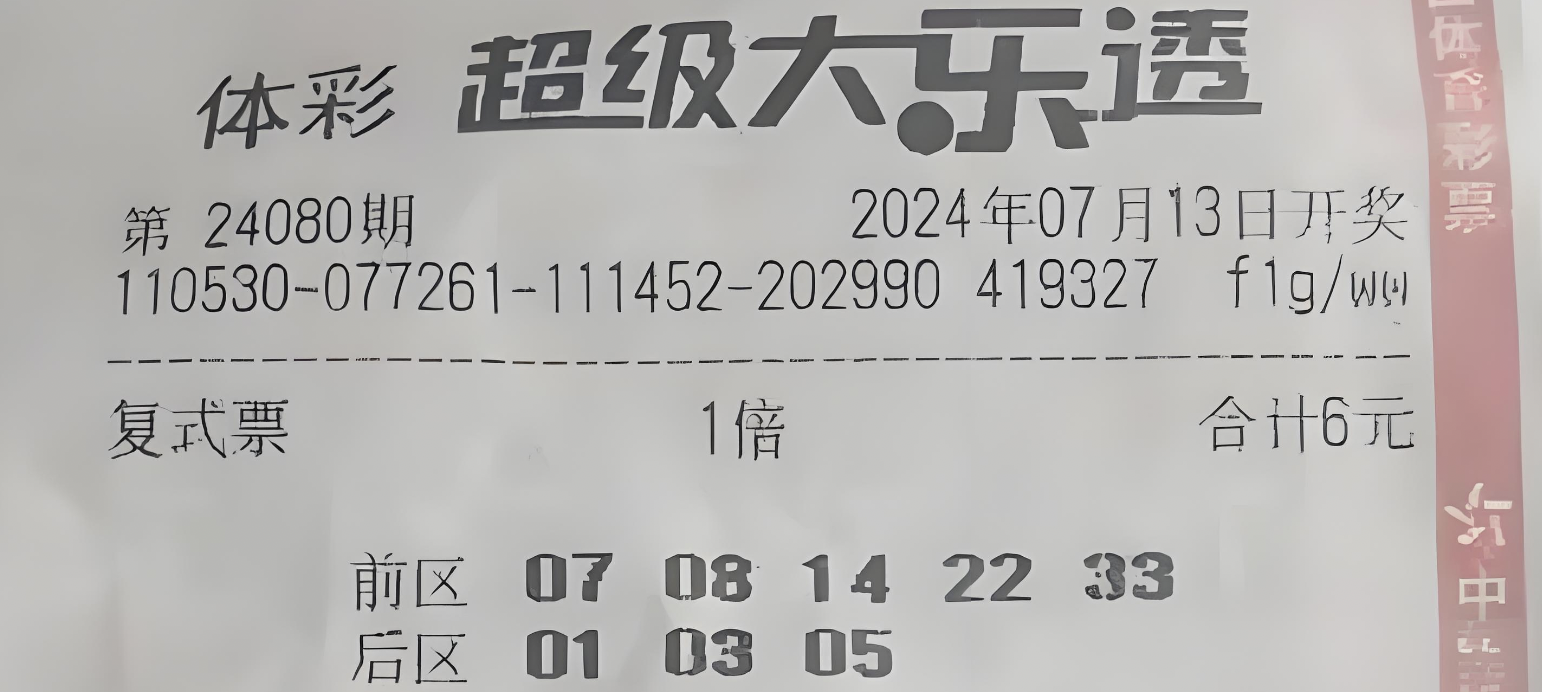 体彩 超级大乐透
第 24080期 2024年07月13日开奖
110530-077261-111452-202990 419327 f1g/ww
复式票 1倍 合计6元
前区 07 08 14 22 33
后区 01 03 05
体育彩票
中